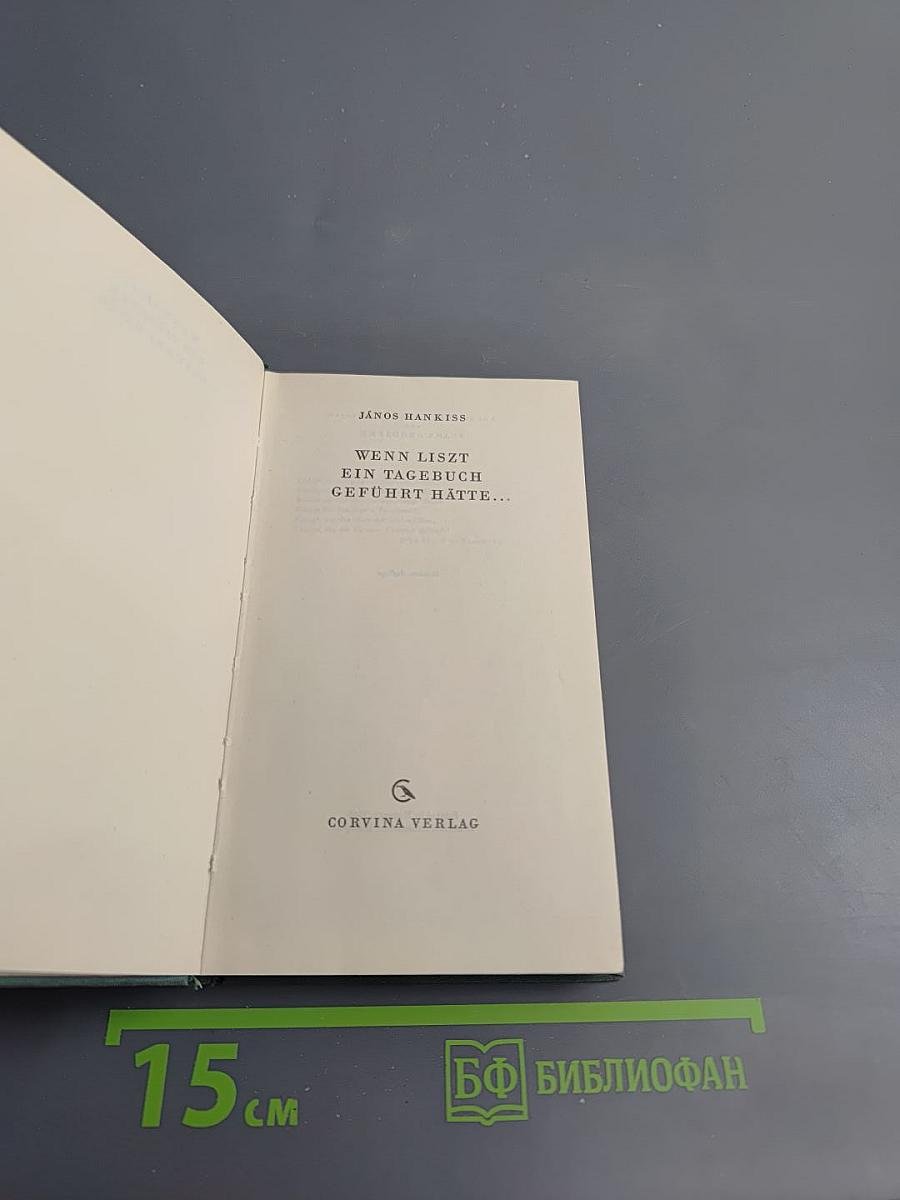 JÁNOS HANKISS
WENN LISZT
EIN TAGEBUCH
GEFÜHRT HÄTTE...
CORVINA VERLAG
15 см
БФ БИБЛИОФАН